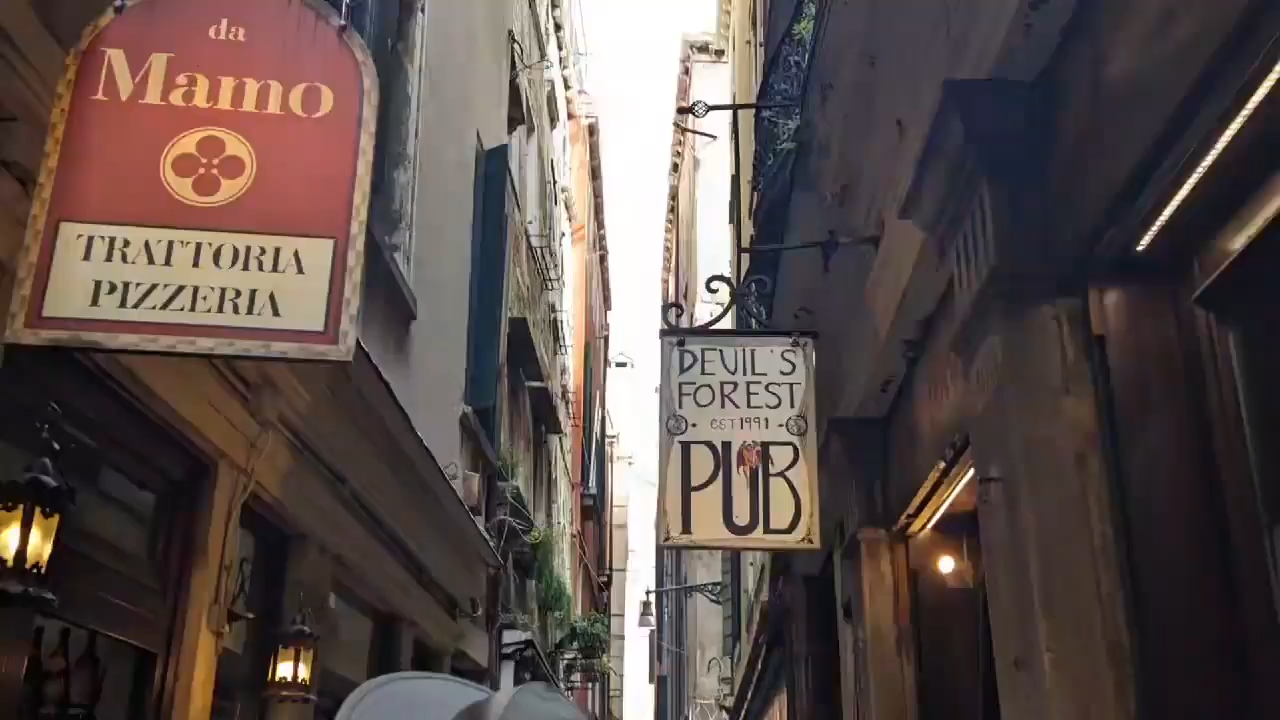 da
Mamo
TRATTORIA
PIZZERIA
DEVIL'S
FOREST
EST 1991
PUB